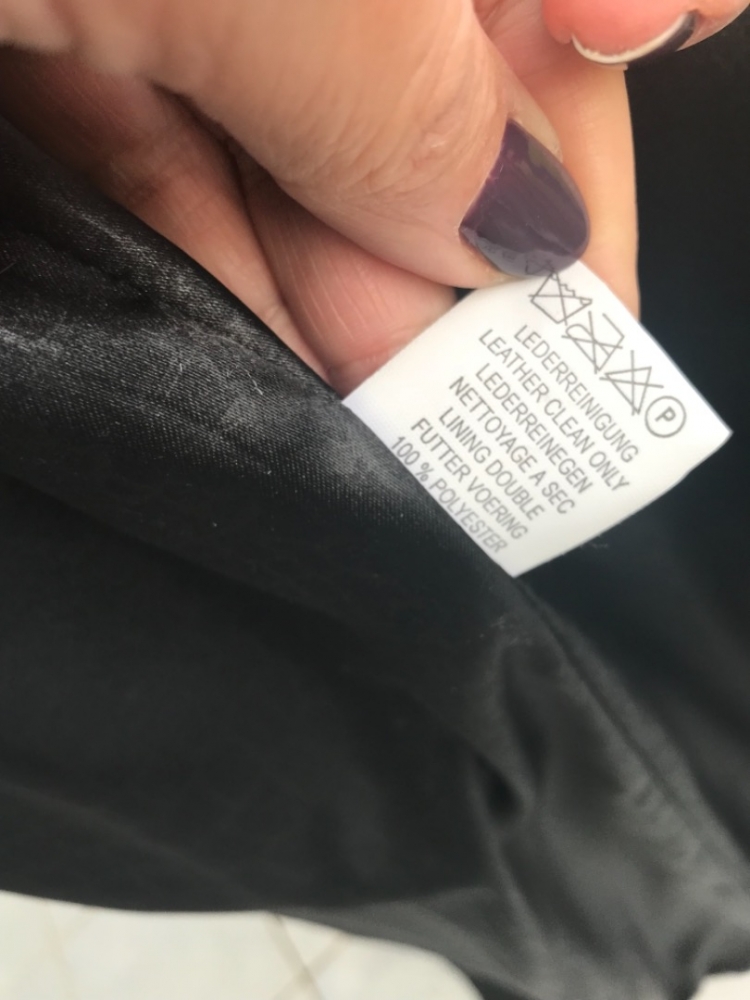 P
LEDERREINIGUNG
LEATHER CLEAN ONLY
LEDERREINEGEN
NETTOYAGE A SEC
LINING DOUBLE
FUTTER VOERING
100 % POLYESTER